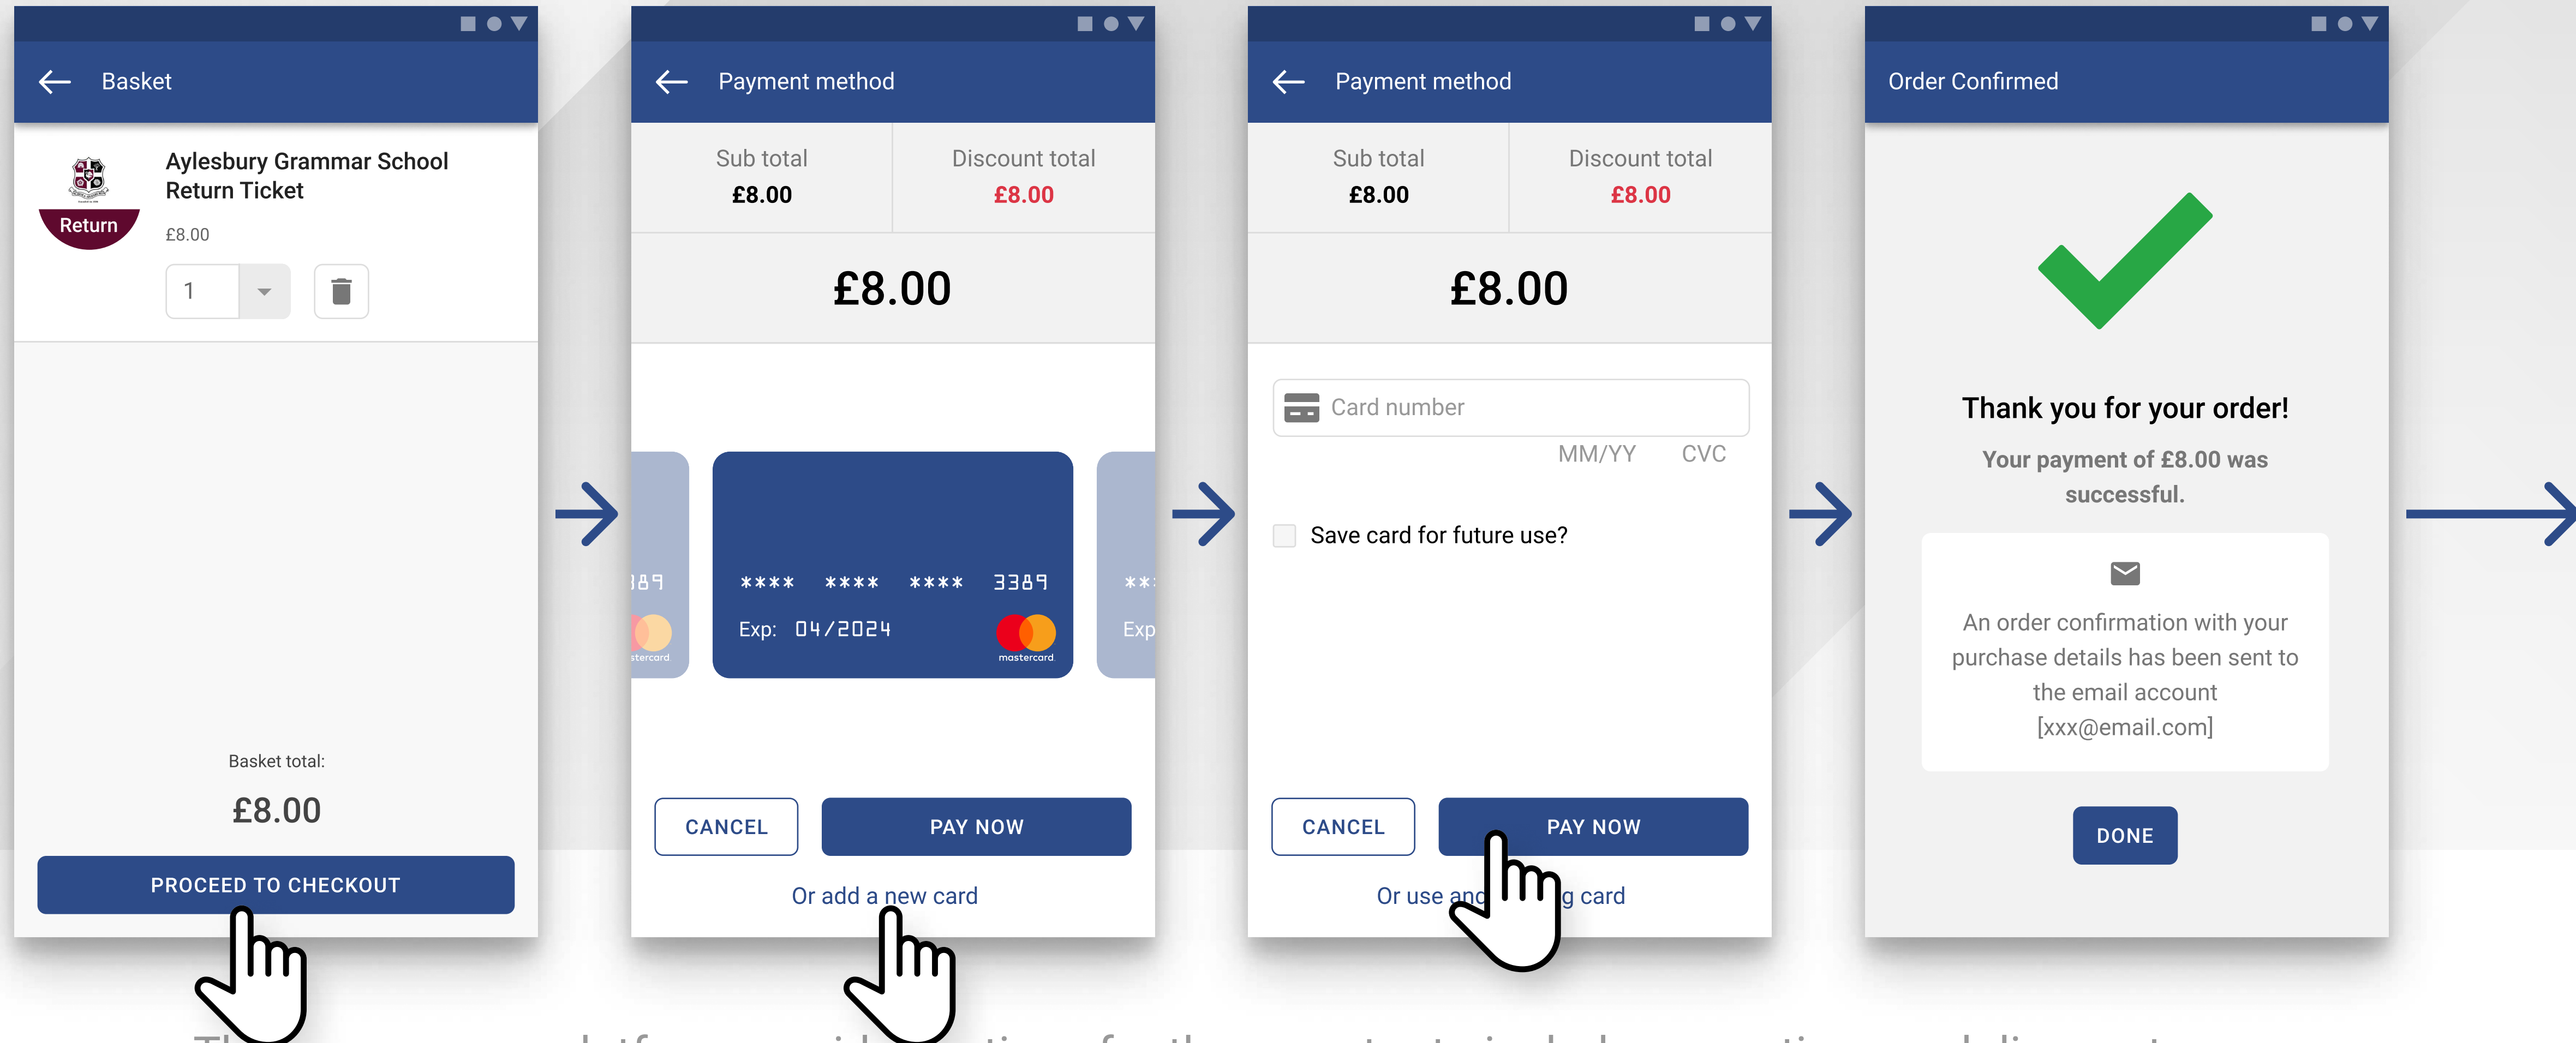 Basket
Aylesbury Grammar School
Return Ticket
Return
£8.00
1
Basket total:
£8.00
PROCEED TO CHECKOUT
Payment method
Sub total
£8.00
Discount total
£8.00
£8.00
389
stercard.
**** **** **** 3389
Exp: 04/2024
mastercard.
Exp
CANCEL
PAY NOW
Or add a new card
Payment method
Sub total
£8.00
Discount total
£8.00
£8.00
Card number
MM/YY CVC
Save card for future use?
CANCEL
PAY NOW
Or use card
Order Confirmed
Thank you for your order!
Your payment of £8.00 was
successful.
An order confirmation with your
purchase details has been sent to
the email account
[xxx@email.com]
DONE